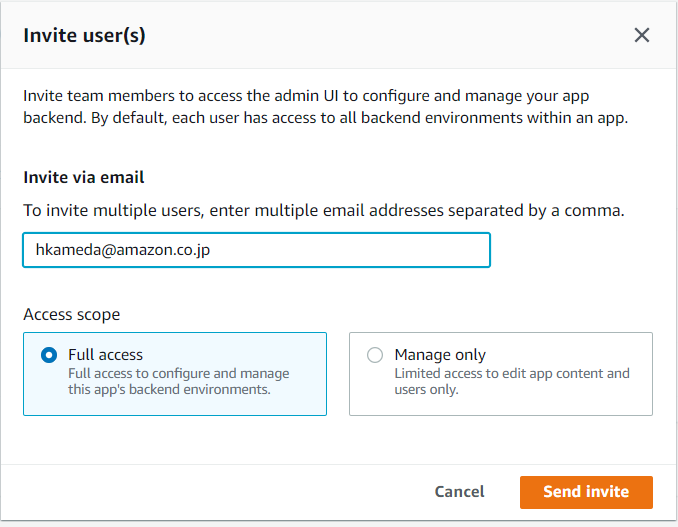 Invite user(s)
Invite team members to access the admin UI to configure and manage your app
backend. By default, each user has access to all backend environments within an app.
Invite via email
To invite multiple users, enter multiple email addresses separated by a comma.
hkameda@amazon.co.jp
Access scope
Full access
Full access to configure and manage
this app's backend environments.
Manage only
Limited access to edit app content and
users only.
Cancel
Send invite